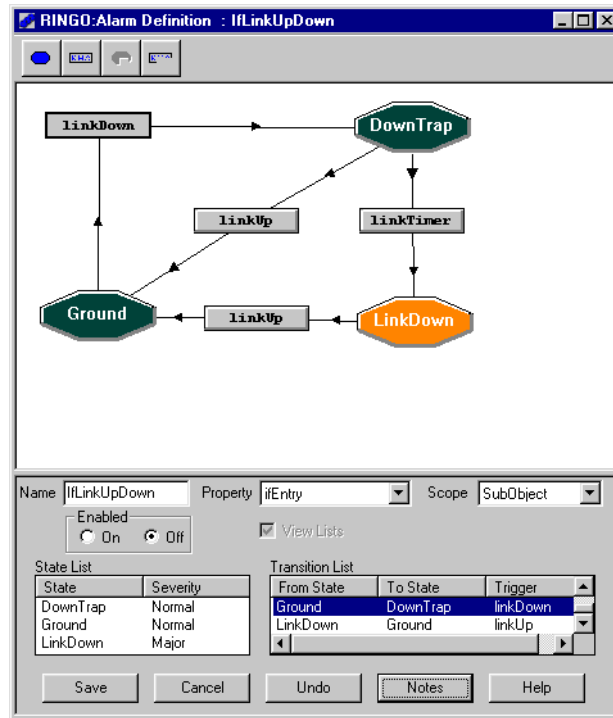 RINGO:Alarm Definition : IfLinkUpDown
linkDown
DownTrap
linkUp
linkTimer
Ground
linkUp
LinkDown
Name IfLinkUpDown Property ifEntry Scope SubObject
Enabled
On Off
View Lists
State List Transition List
State Severity From State To State Trigger
DownTrap Normal Ground DownTrap linkDown
Ground Normal LinkDown Ground linkUp
LinkDown Major
Save Cancel Undo Notes Help